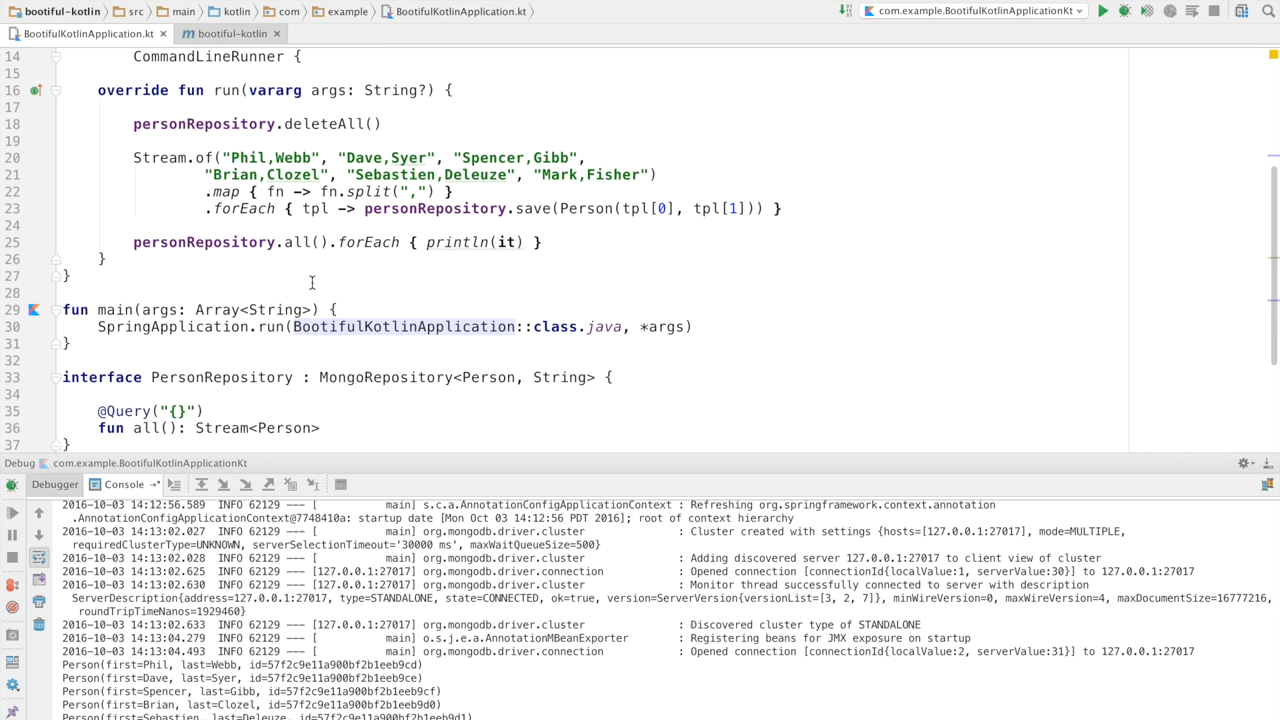 bootiful-kotlin src main kotlin com example BootifulKotlinApplication.kt com.example.BootifulKotlinApplicationKt
BootifulKotlinApplication.kt × bootiful-kotlin ×
14 CommandLineRunner {
15
16 override fun run(vararg args: String?) {
17
18 personRepository.deleteAll()
19
20 Stream.of("Phil,Webb", "Dave,Syer", "Spencer,Gibb",
21 "Brian,Clozel", "Sebastien,Deleuze", "Mark,Fisher")
22 .map { fn -> fn.split(",") }
23 .forEach { tpl -> personRepository.save(Person(tpl[0], tpl[1])) }
24
25 personRepository.all().forEach { println(it) }
26 }
27 }
28
29 fun main(args: Array<String>) {
30 SpringApplication.run(BootifulKotlinApplication::class.java, *args)
31 }
32
33 interface PersonRepository : MongoRepository<Person, String> {
34
35 @Query("{}")
36 fun all(): Stream<Person>
37 }
Debug com.example.BootifulKotlinApplicationKt
Debugger Console
2016-10-03 14:12:56.589 INFO 62129 --- [ main] s.c.a.AnnotationConfigApplicationContext : Refreshing org.springframework.context.annotation
.AnnotationConfigApplicationContext@7748410a: startup date [Mon Oct 03 14:12:56 PDT 2016]; root of context hierarchy
2016-10-03 14:13:02.027 INFO 62129 --- [ main] org.mongodb.driver.cluster : Cluster created with settings {hosts=[127.0.0.1:27017], mode=MULTIPLE,
requiredClusterType=UNKNOWN, serverSelectionTimeout='30000 ms', maxWaitQueueSize=500}
2016-10-03 14:13:02.028 INFO 62129 --- [ main] org.mongodb.driver.cluster : Adding discovered server 127.0.0.1:27017 to client view of cluster
2016-10-03 14:13:02.625 INFO 62129 --- [127.0.0.1:27017] org.mongodb.driver.connection : Opened connection [connectionId{localValue:1, serverValue:30}] to 127.0.0.1:27017
2016-10-03 14:13:02.630 INFO 62129 --- [127.0.0.1:27017] org.mongodb.driver.cluster : Monitor thread successfully connected to server with description
ServerDescription{address=127.0.0.1:27017, type=STANDALONE, state=CONNECTED, ok=true, version=ServerVersion{versionList=[3, 2, 7]}, minWireVersion=0, maxWireVersion=4, maxDocumentSize=16777216,
roundTripTimeNanos=1929460}
2016-10-03 14:13:02.633 INFO 62129 --- [127.0.0.1:27017] org.mongodb.driver.cluster : Discovered cluster type of STANDALONE
2016-10-03 14:13:04.279 INFO 62129 --- [ main] o.s.j.e.a.AnnotationMBeanExporter : Registering beans for JMX exposure on startup
2016-10-03 14:13:04.493 INFO 62129 --- [ main] org.mongodb.driver.connection : Opened connection [connectionId{localValue:2, serverValue:31}] to 127.0.0.1:27017
Person(first=Phil, last=Webb, id=57f2c9e11a900bf2b1eeb9cd)
Person(first=Dave, last=Syer, id=57f2c9e11a900bf2b1eeb9ce)
Person(first=Spencer, last=Gibb, id=57f2c9e11a900bf2b1eeb9cf)
Person(first=Brian, last=Clozel, id=57f2c9e11a900bf2b1eeb9d0)
Person(first=Sebastien, last=Deleuze, id=57f2c9e11a900bf2b1eeb9d1)